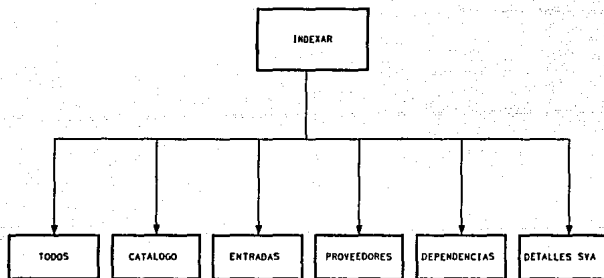 INDEXAR
TODOS
CATALOGO
ENTRADAS
PROVEEDORES
DEPENDENCIAS
DETALLES SYA